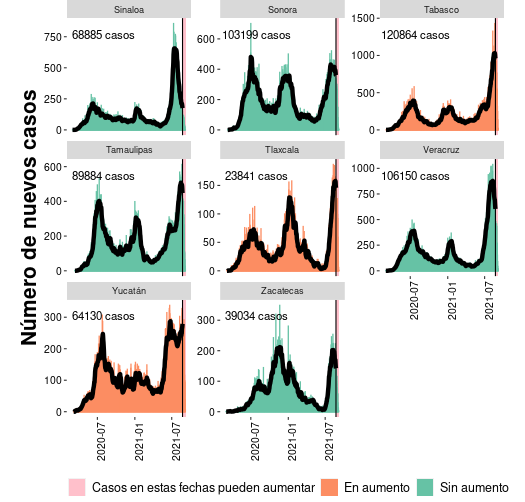 Sinaloa
Sonora
Tabasco
68885 casos
103199 casos
120864 casos
750
500
250
0
600
400
200
0
1500
1000
500
0
Tamaulipas
Tlaxcala
Veracruz
89884 casos
23841 casos
106150 casos
600
400
200
0
150
100
50
0
1000
750
500
250
0
Yucatán
Zacatecas
64130 casos
39034 casos
300
200
100
0
300
200
100
0
2020-07
2021-01
2021-07
2020-07
2021-01
2021-07
2020-07
2021-01
2021-07
Número de nuevos casos
Casos en estas fechas pueden aumentar
En aumento
Sin aumento